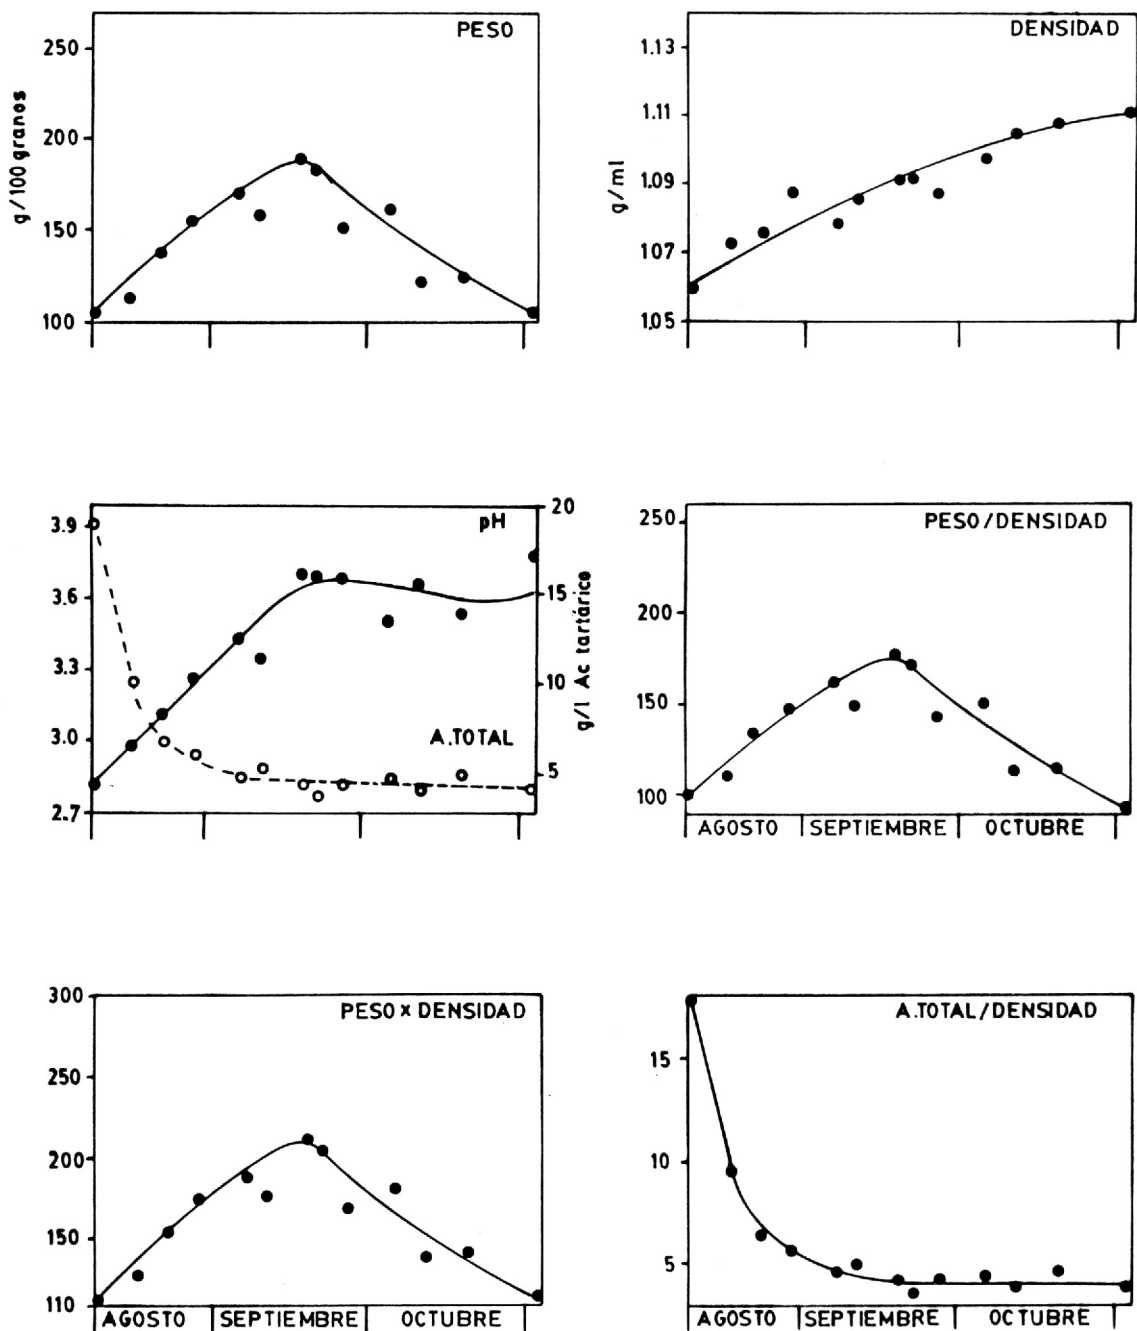 PESO
250
200
150
100
g/100 granos
DENSIDAD
1.13
1.11
1.09
1.07
1.05
g/ml
pH
3.9
3.6
3.3
3.0
2.7
A.TOTAL
20
15
10
5
g/l Ac tartárico
PESO/DENSIDAD
250
200
150
100
AGOSTO SEPTIEMBRE OCTUBRE
PESO x DENSIDAD
300
250
200
150
110
AGOSTO SEPTIEMBRE OCTUBRE
A.TOTAL/DENSIDAD
15
10
5
AGOSTO SEPTIEMBRE OCTUBRE